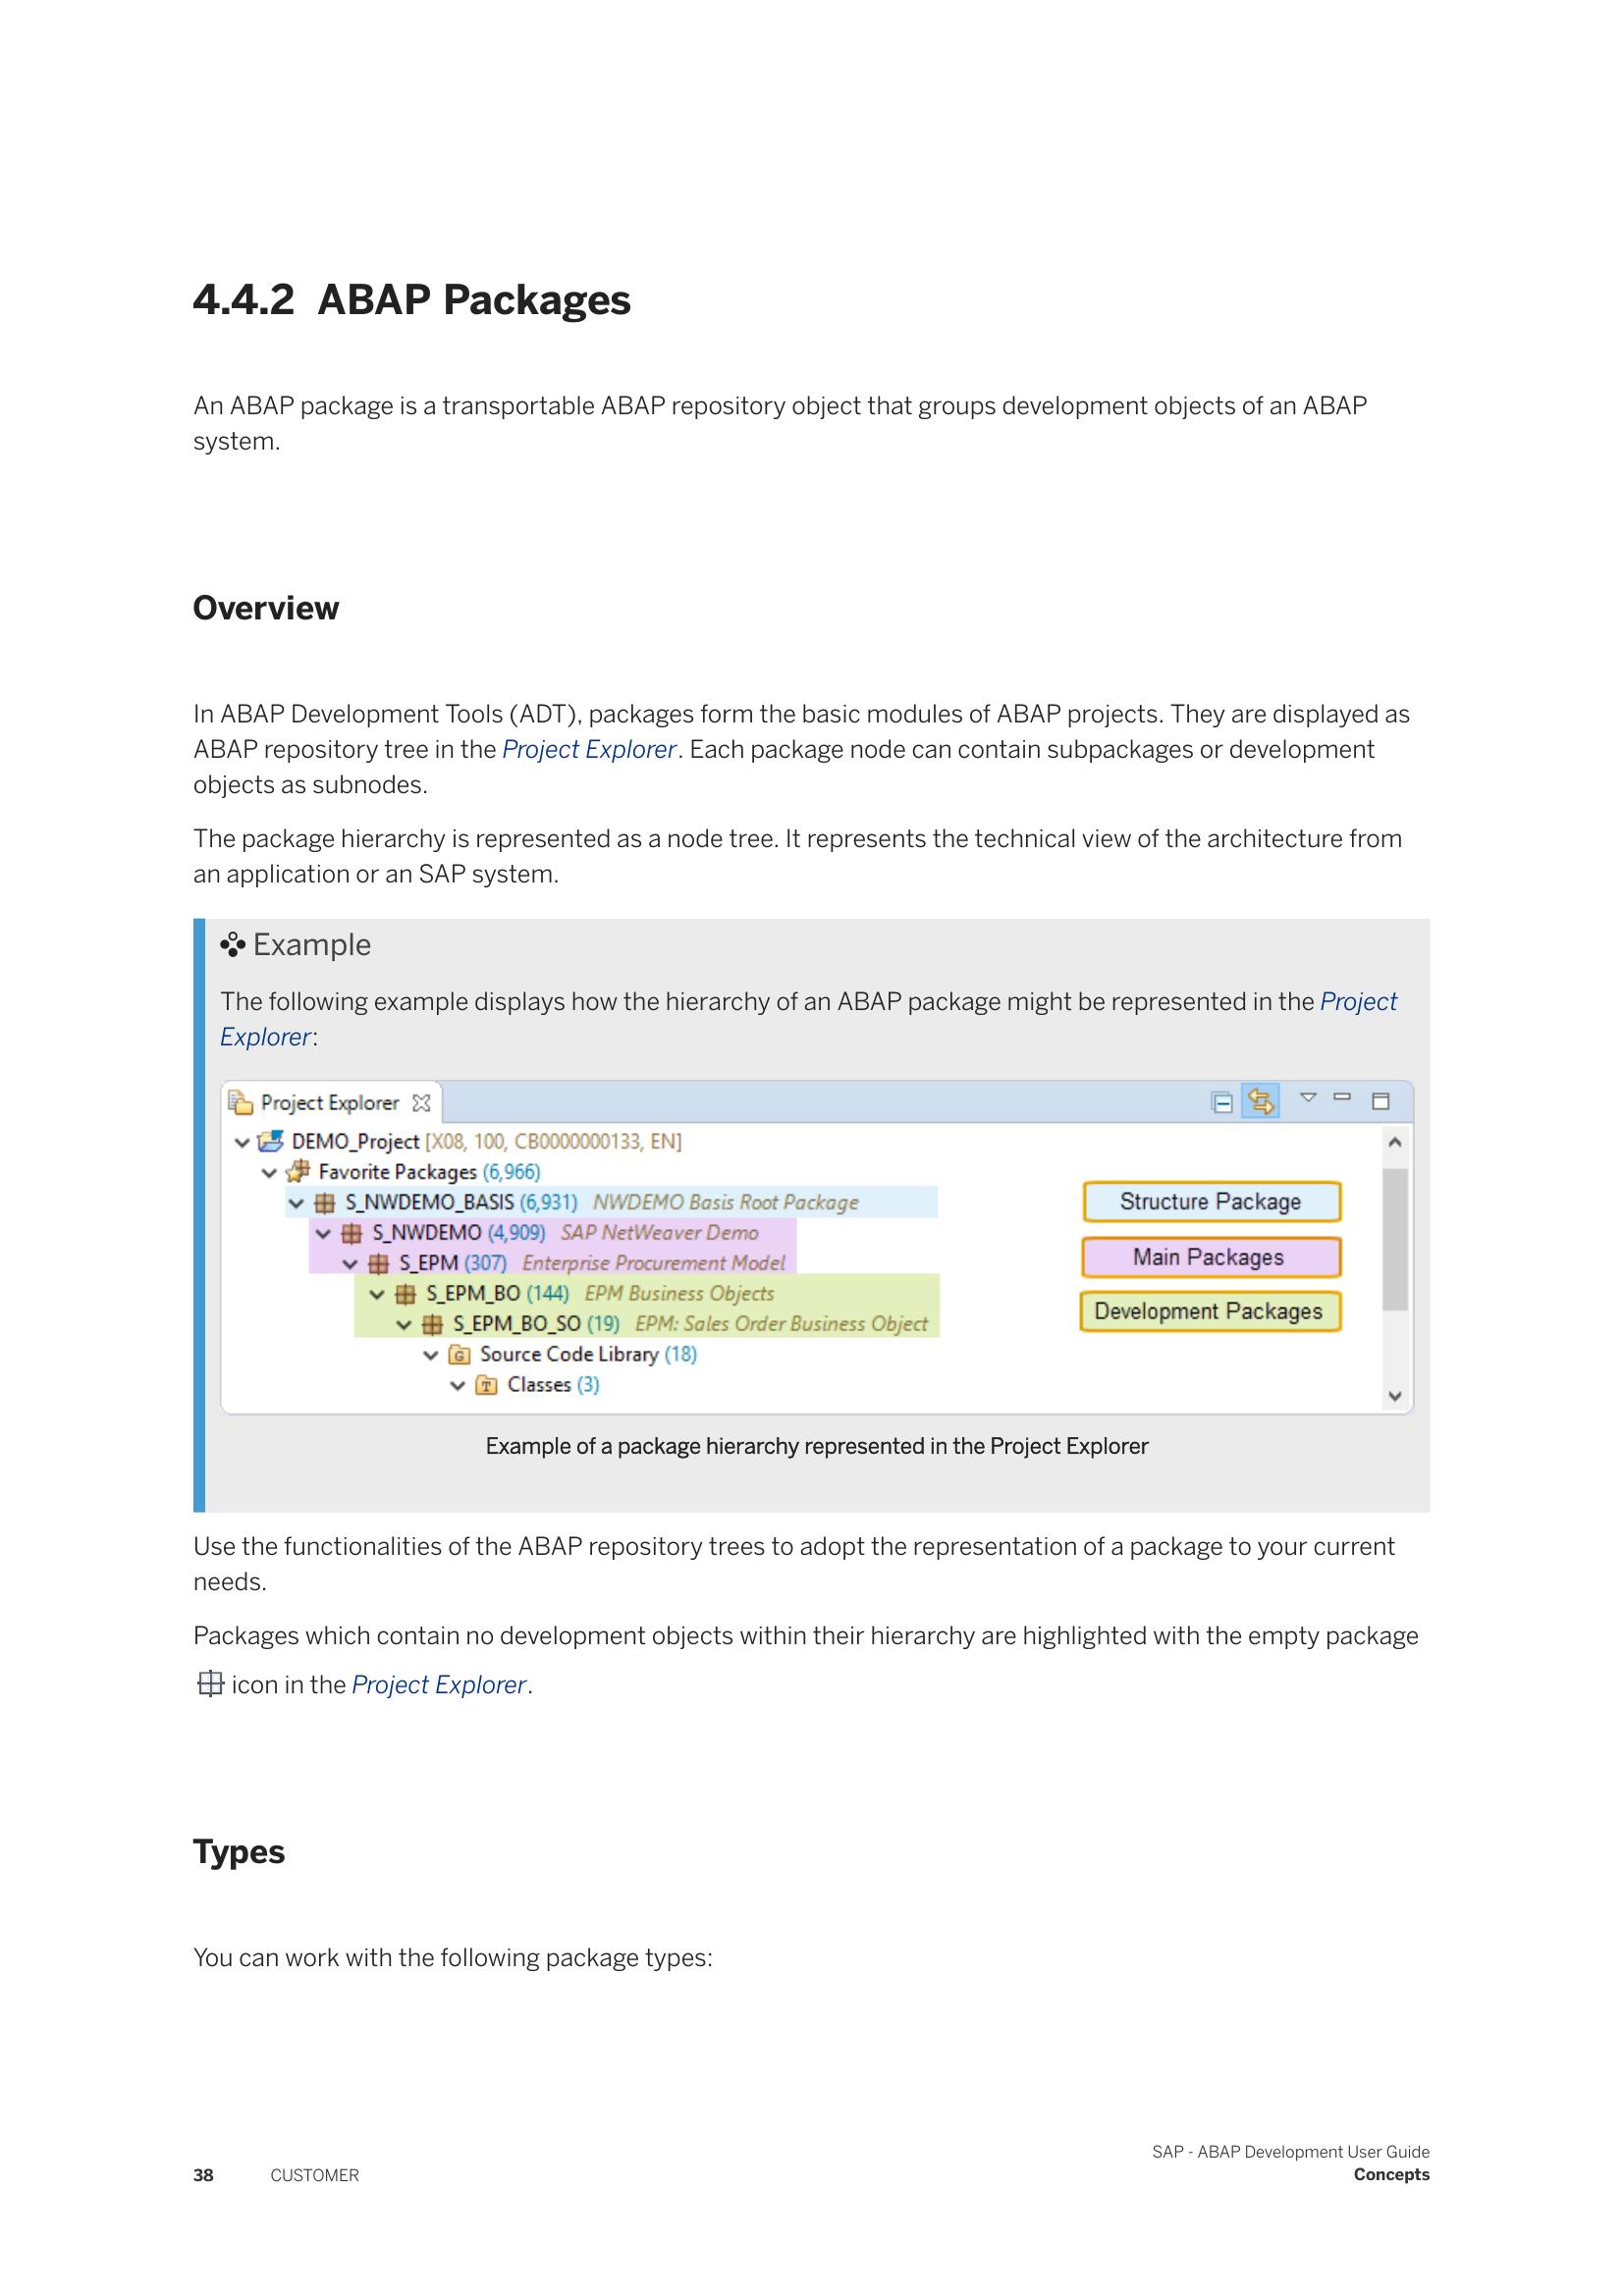 4.4.2 ABAP Packages
An ABAP package is a transportable ABAP repository object that groups development objects of an ABAP
system.
Overview
In ABAP Development Tools (ADT), packages form the basic modules of ABAP projects. They are displayed as
ABAP repository tree in the Project Explorer. Each package node can contain subpackages or development
objects as subnodes.
The package hierarchy is represented as a node tree. It represents the technical view of the architecture from
an application or an SAP system.
Example
The following example displays how the hierarchy of an ABAP package might be represented in the Project
Explorer:
Project Explorer
DEMO_Project [X08, 100, CB0000000133, EN]
Favorite Packages (6,966)
S_NWDEMO_BASIS (6,931) NWDEMO Basis Root Package
Structure Package
S_NWDEMO (4,909) SAP NetWeaver Demo
Main Packages
S_EPM (307) Enterprise Procurement Model
S_EPM_BO (144) EPM Business Objects
Development Packages
S_EPM_BO_SO (19) EPM: Sales Order Business Object
Source Code Library (18)
Classes (3)
Example of a package hierarchy represented in the Project Explorer
Use the functionalities of the ABAP repository trees to adopt the representation of a package to your current
needs.
Packages which contain no development objects within their hierarchy are highlighted with the empty package
icon in the Project Explorer.
Types
You can work with the following package types:
SAP - ABAP Development User Guide
38 CUSTOMER Concepts